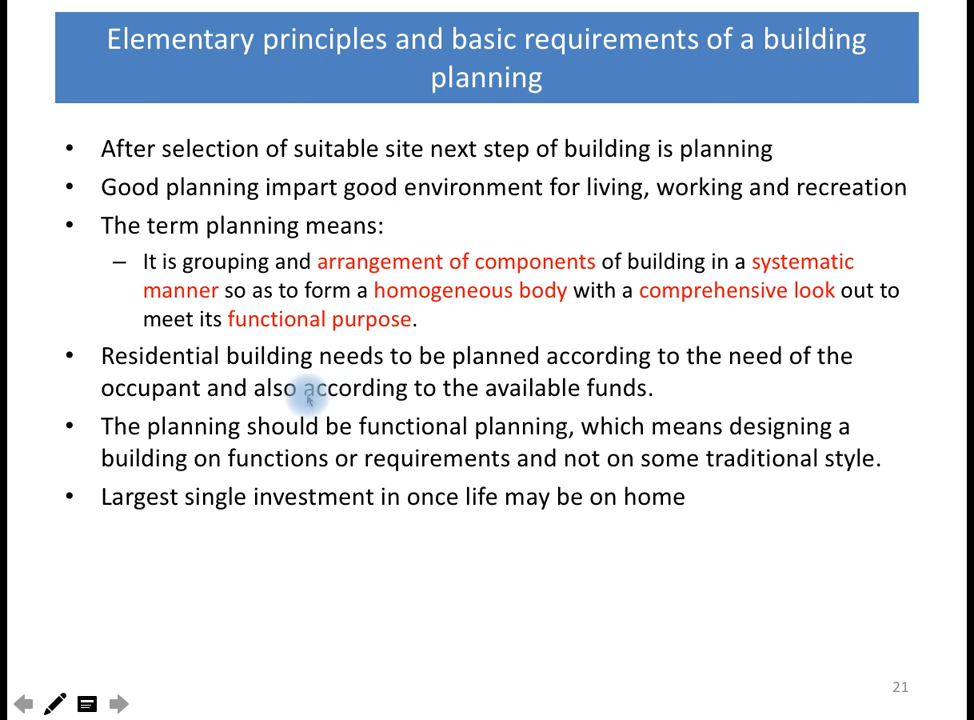 Elementary principles and basic requirements of a building
planning
• After selection of suitable site next step of building is planning
• Good planning impart good environment for living, working and recreation
• The term planning means:
– It is grouping and arrangement of components of building in a systematic
manner so as to form a homogeneous body with a comprehensive look out to
meet its functional purpose.
• Residential building needs to be planned according to the need of the
occupant and also according to the available funds.
• The planning should be functional planning, which means designing a
building on functions or requirements and not on some traditional style.
• Largest single investment in once life may be on home
21